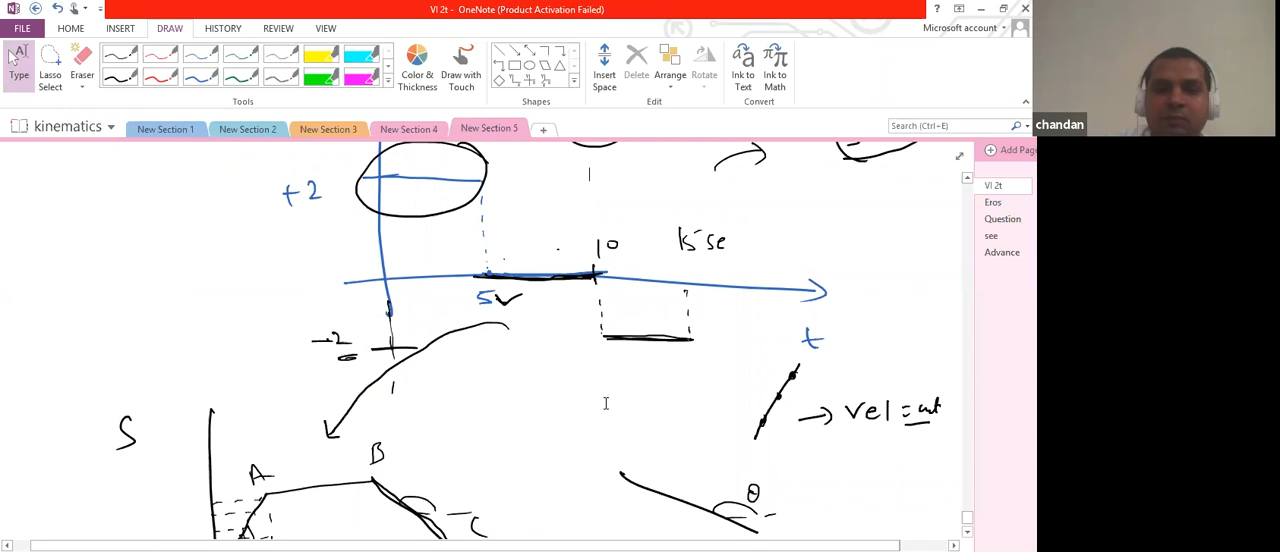 VI 2t - OneNote (Product Activation Failed)
FILE HOME INSERT DRAW HISTORY REVIEW VIEW
Microsoft account
Type
Lasso Select
Eraser
Color & Thickness
Draw with Touch
Insert Space
Delete
Arrange
Rotate
Ink to Text
Ink to Math
Tools
Shapes
Edit
Convert
kinematics
New Section 1
New Section 2
New Section 3
New Section 4
New Section 5
Search (Ctrl+E)
chandan
Add Page
VI 2t
Eros
Question
see
Advance
+2
10
15 se
5
-2
t
→ vel =
S
A
B
C
θ